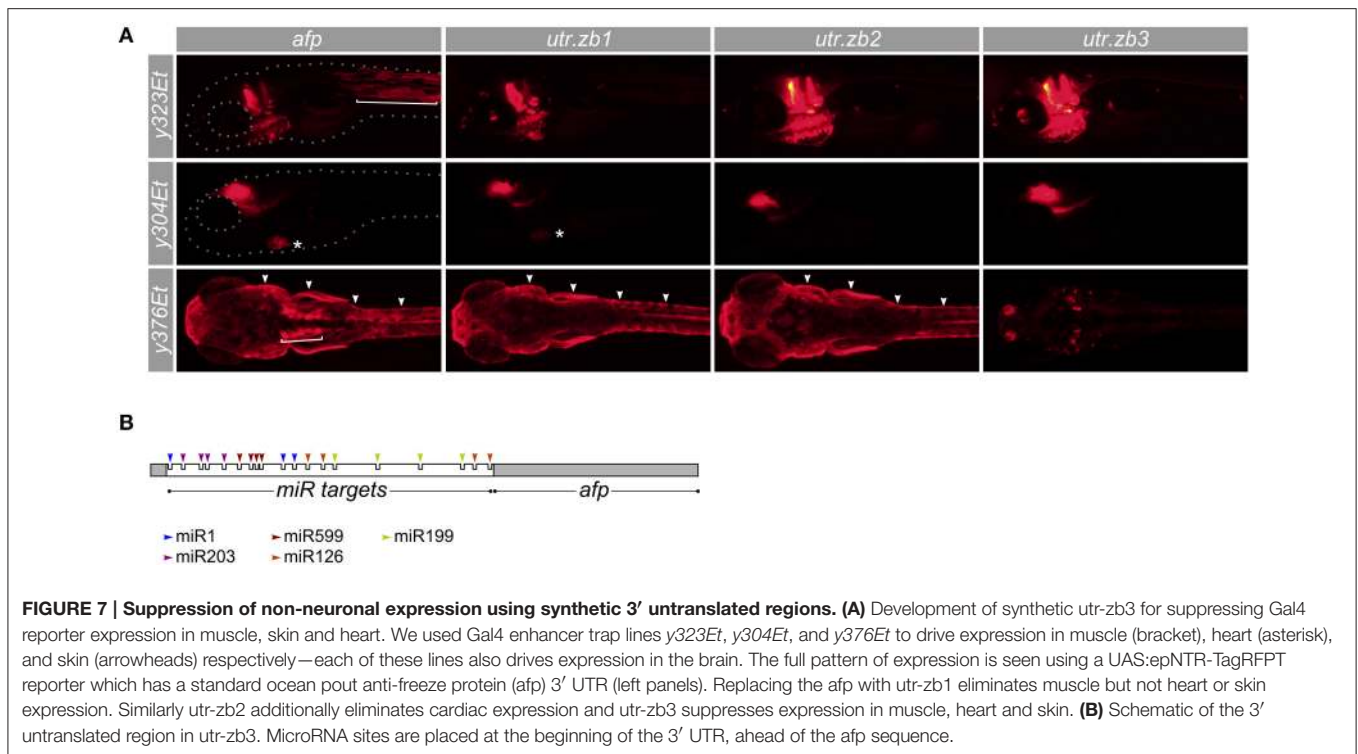 A
afp
utr.zb1
utr.zb2
utr.zb3
y323Et
y304Et
*
*
y376Et
B
miR targets
afp
miR1
miR599
miR199
miR203
miR126
FIGURE 7 | Suppression of non-neuronal expression using synthetic 3′ untranslated regions. (A) Development of synthetic utr-zb3 for suppressing Gal4
reporter expression in muscle, skin and heart. We used Gal4 enhancer trap lines y323Et, y304Et, and y376Et to drive expression in muscle (bracket), heart (asterisk),
and skin (arrowheads) respectively—each of these lines also drives expression in the brain. The full pattern of expression is seen using a UAS:epNTR-TagRFPT
reporter which has a standard ocean pout anti-freeze protein (afp) 3′ UTR (left panels). Replacing the afp with utr-zb1 eliminates muscle but not heart or skin
expression. Similarly utr-zb2 additionally eliminates cardiac expression and utr-zb3 suppresses expression in muscle, heart and skin. (B) Schematic of the 3′
untranslated region in utr-zb3. MicroRNA sites are placed at the beginning of the 3′ UTR, ahead of the afp sequence.